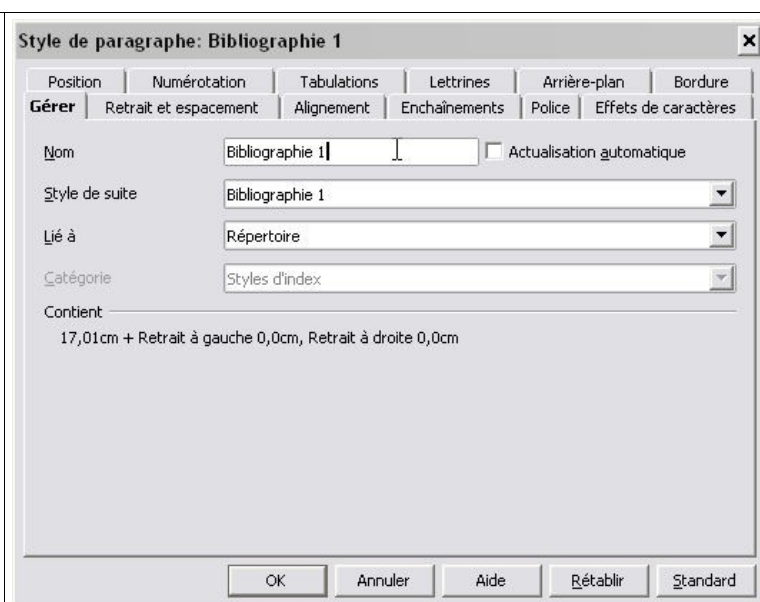 Style de paragraphe: Bibliographie 1
Position Numérotation Tabulations Lettrines Arrière-plan Bordure
Gérer Retrait et espacement Alignement Enchaînements Police Effets de caractères
Nom Bibliographie 1 Actualisation automatique
Style de suite Bibliographie 1
Lié à Répertoire
Catégorie Styles d'index
Contient
17,01cm + Retrait à gauche 0,0cm, Retrait à droite 0,0cm
OK Annuler Aide Rétablir Standard